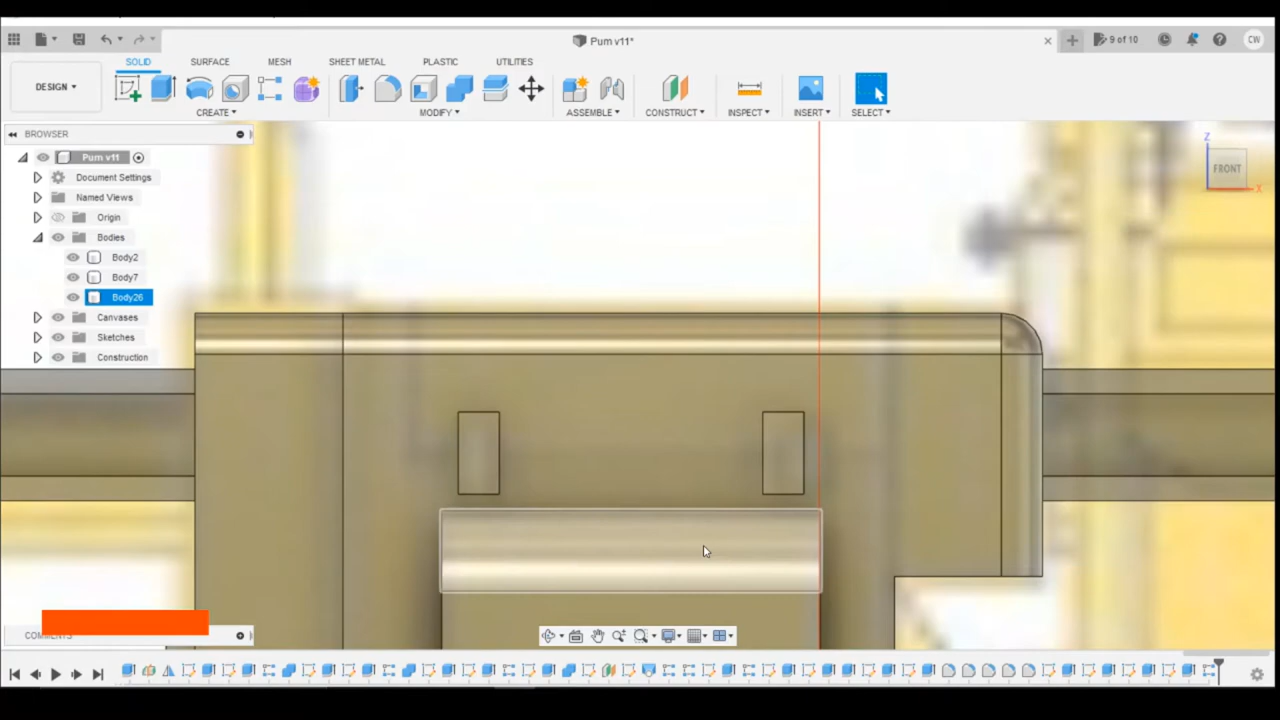 Pum v11*
9 of 10
CW
DESIGN
SOLID
SURFACE
MESH
SHEET METAL
PLASTIC
UTILITIES
CREATE
MODIFY
ASSEMBLE
CONSTRUCT
INSPECT
INSERT
SELECT
BROWSER
Pum v11
Document Settings
Named Views
Origin
Bodies
Body2
Body7
Body26
Canvases
Sketches
Construction
Z
FRONT
X
COMMENTS